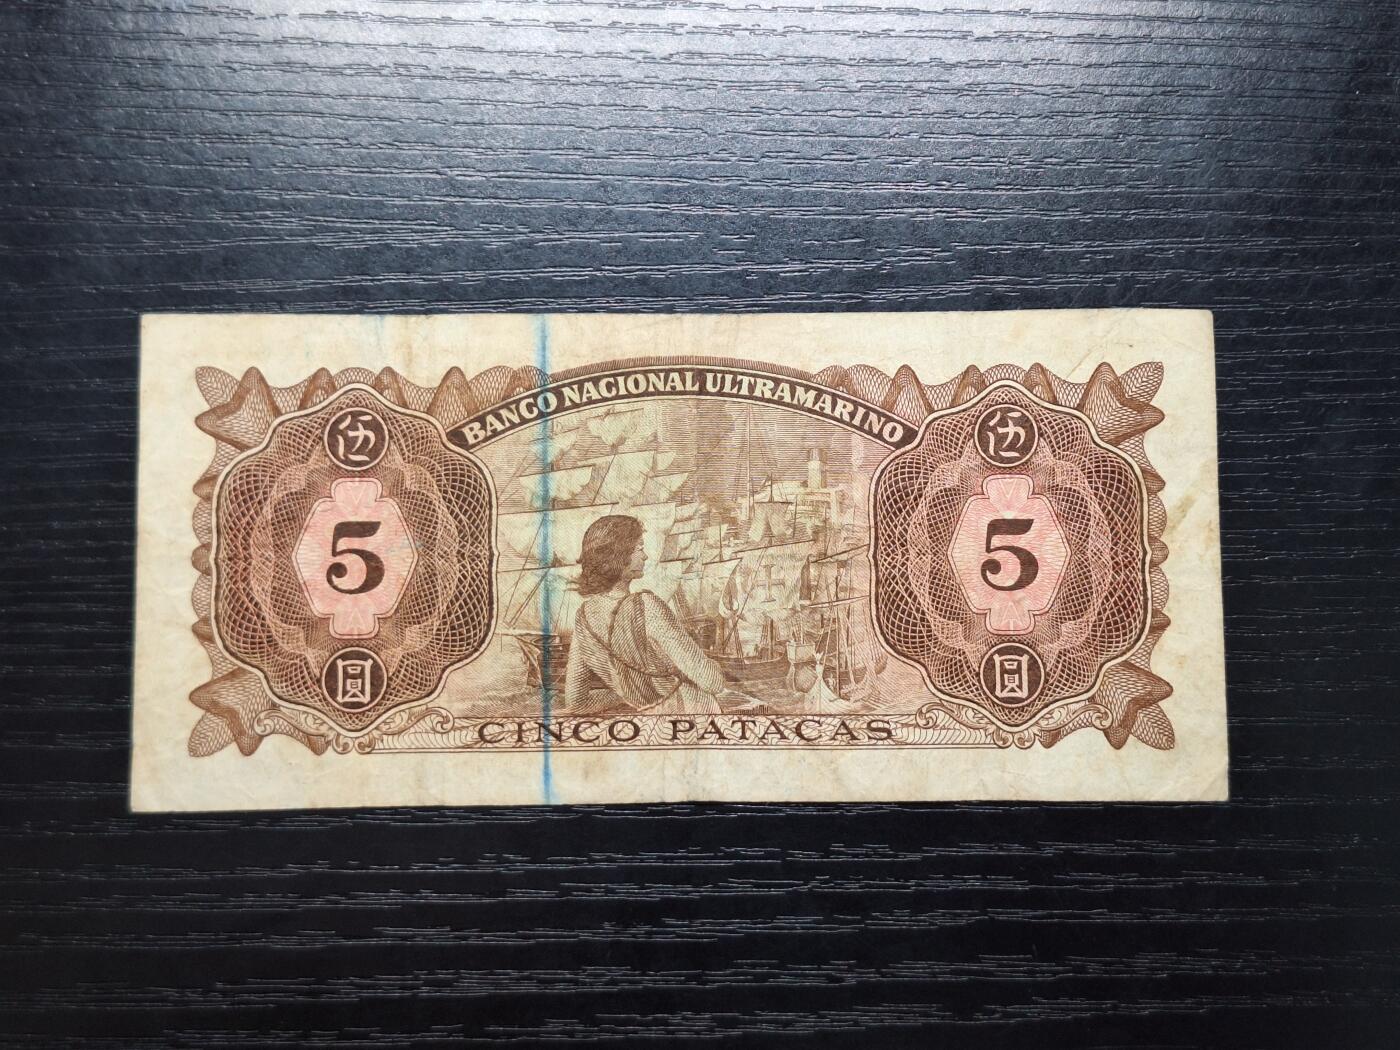 BANCO NACIONAL ULTRAMARINO
伍 伍
5 5
圓 圓
CINCO PATACAS